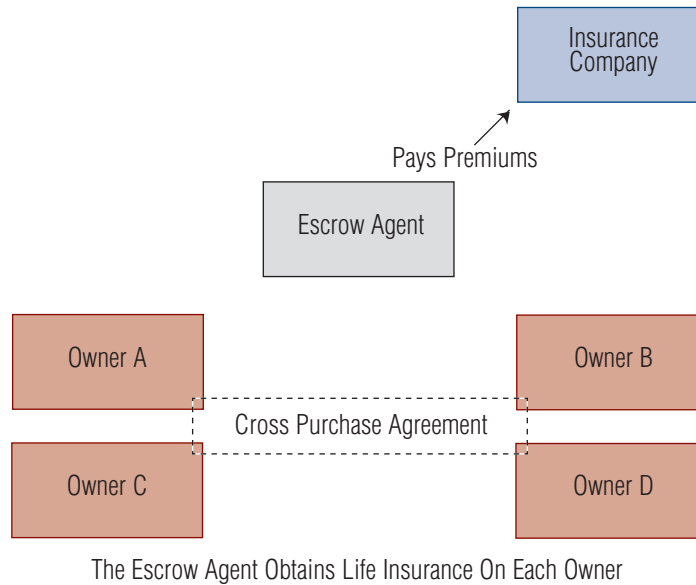 Insurance
Company
Pays Premiums
Escrow Agent
Owner A
Owner B
Cross Purchase Agreement
Owner C
Owner D
The Escrow Agent Obtains Life Insurance On Each Owner